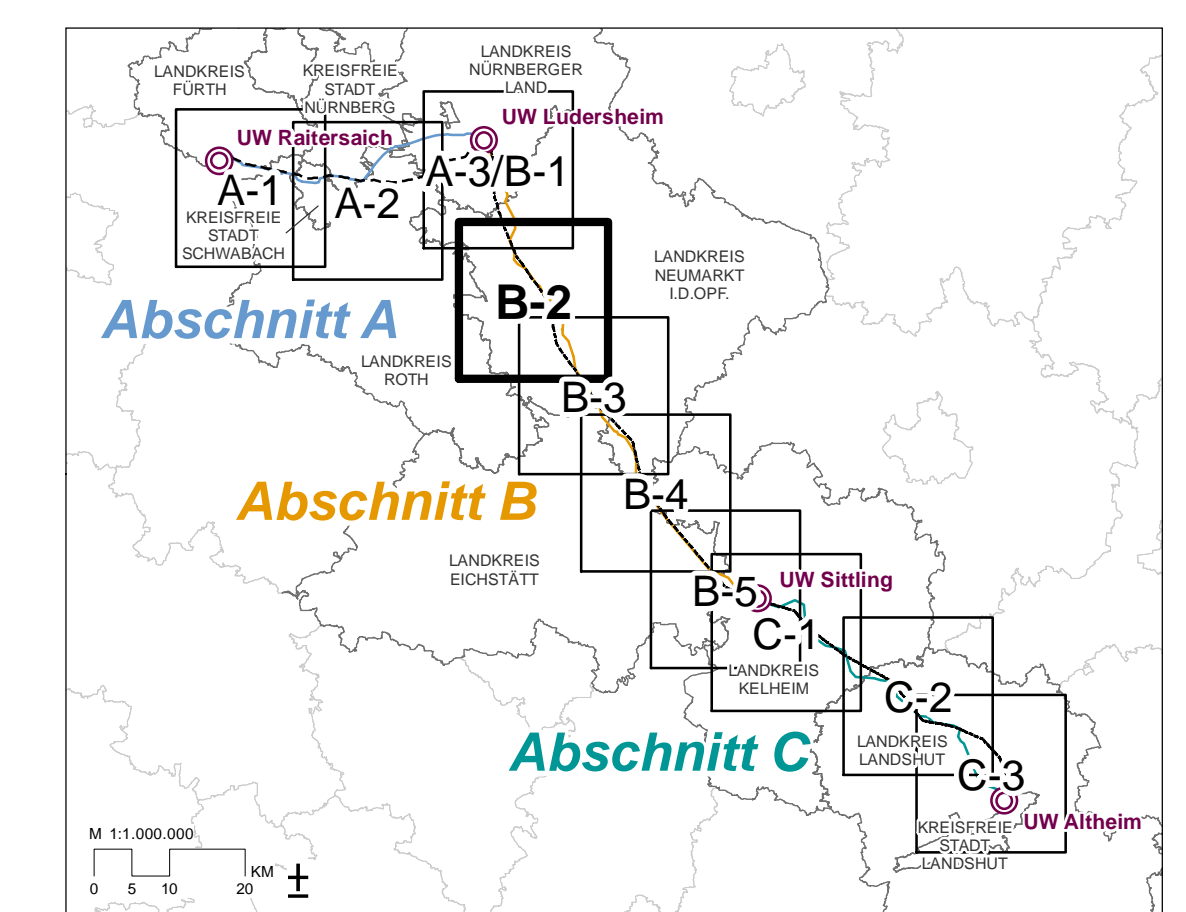 LANDKREIS
FÜRTH
KREISFREIE
STADT
NÜRNBERG
LANDKREIS
NÜRNBERGER
LAND
UW Raitersaich
UW Ludersheim
A-1
A-2
A-3/B-1
KREISFREIE
STADT
SCHWABACH
LANDKREIS
NEUMARKT
I.D.OPF.
B-2
Abschnitt A
LANDKREIS
ROTH
B-3
Abschnitt B
B-4
LANDKREIS
EICHSTÄTT
B-5
UW Sittling
C-1
LANDKREIS
KELHEIM
C-2
Abschnitt C
LANDKREIS
LANDSHUT
C-3
UW Altheim
KREISFREIE
STADT
LANDSHUT
M 1:1.000.000
KM
0 5 10 20